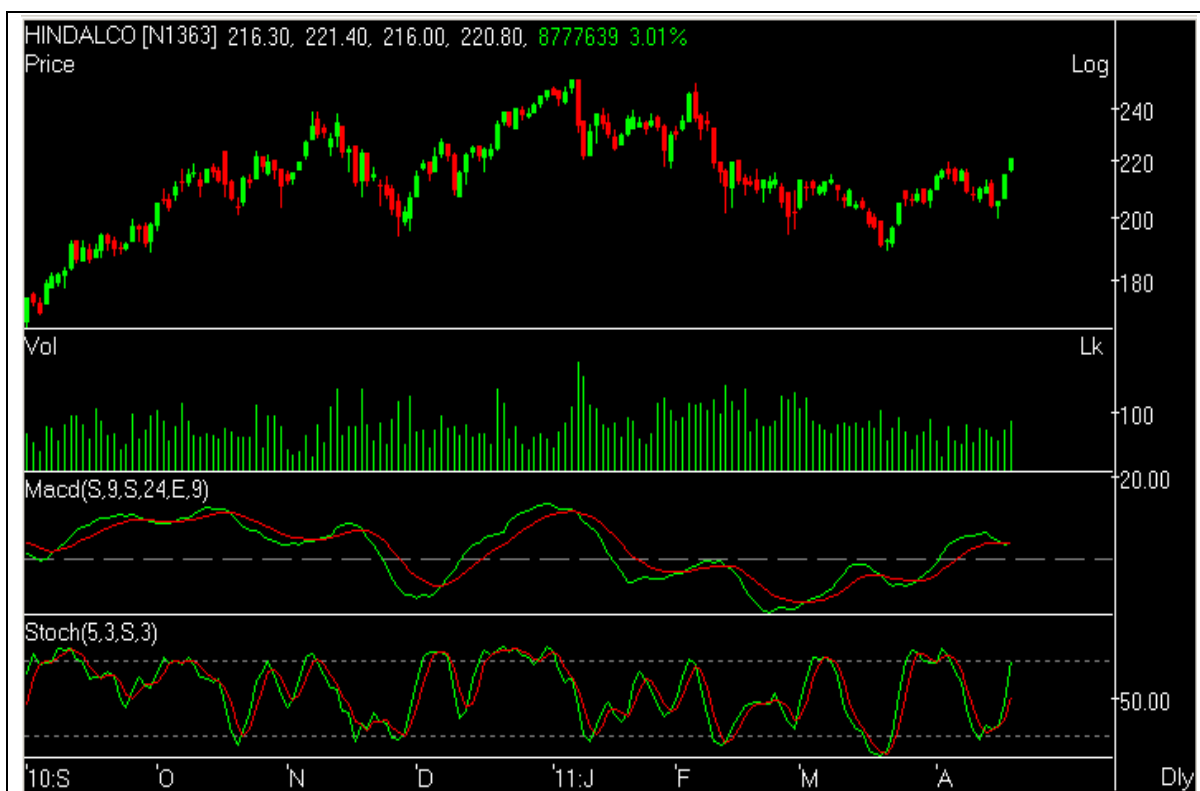 HINDALCO [N1363] 216.30, 221.40, 216.00, 220.80, 8777639 3.01%
Price Log
240
220
200
180
Vol Lk
100
20.00
Macd(S,9,S,24,E,9)
Stoch(5,3,S,3)
50.00
'10:S 'O 'N 'D '11:J 'F 'M 'A Dly